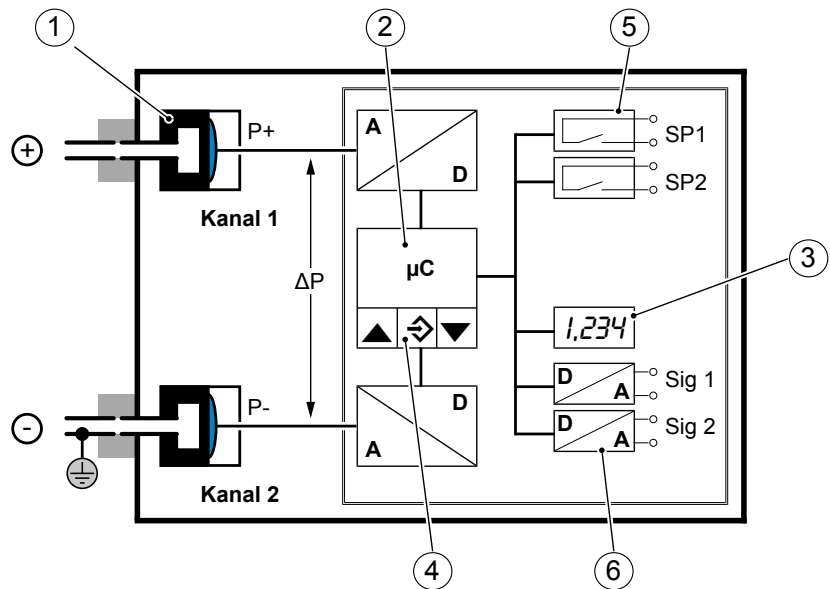 1
2
5
+
P+
A
D
SP1
SP2
Kanal 1
µC
3
ΔP
1,234
D
A
Sig 1
-
P-
D
A
D
A
Sig 2
Kanal 2
4
6